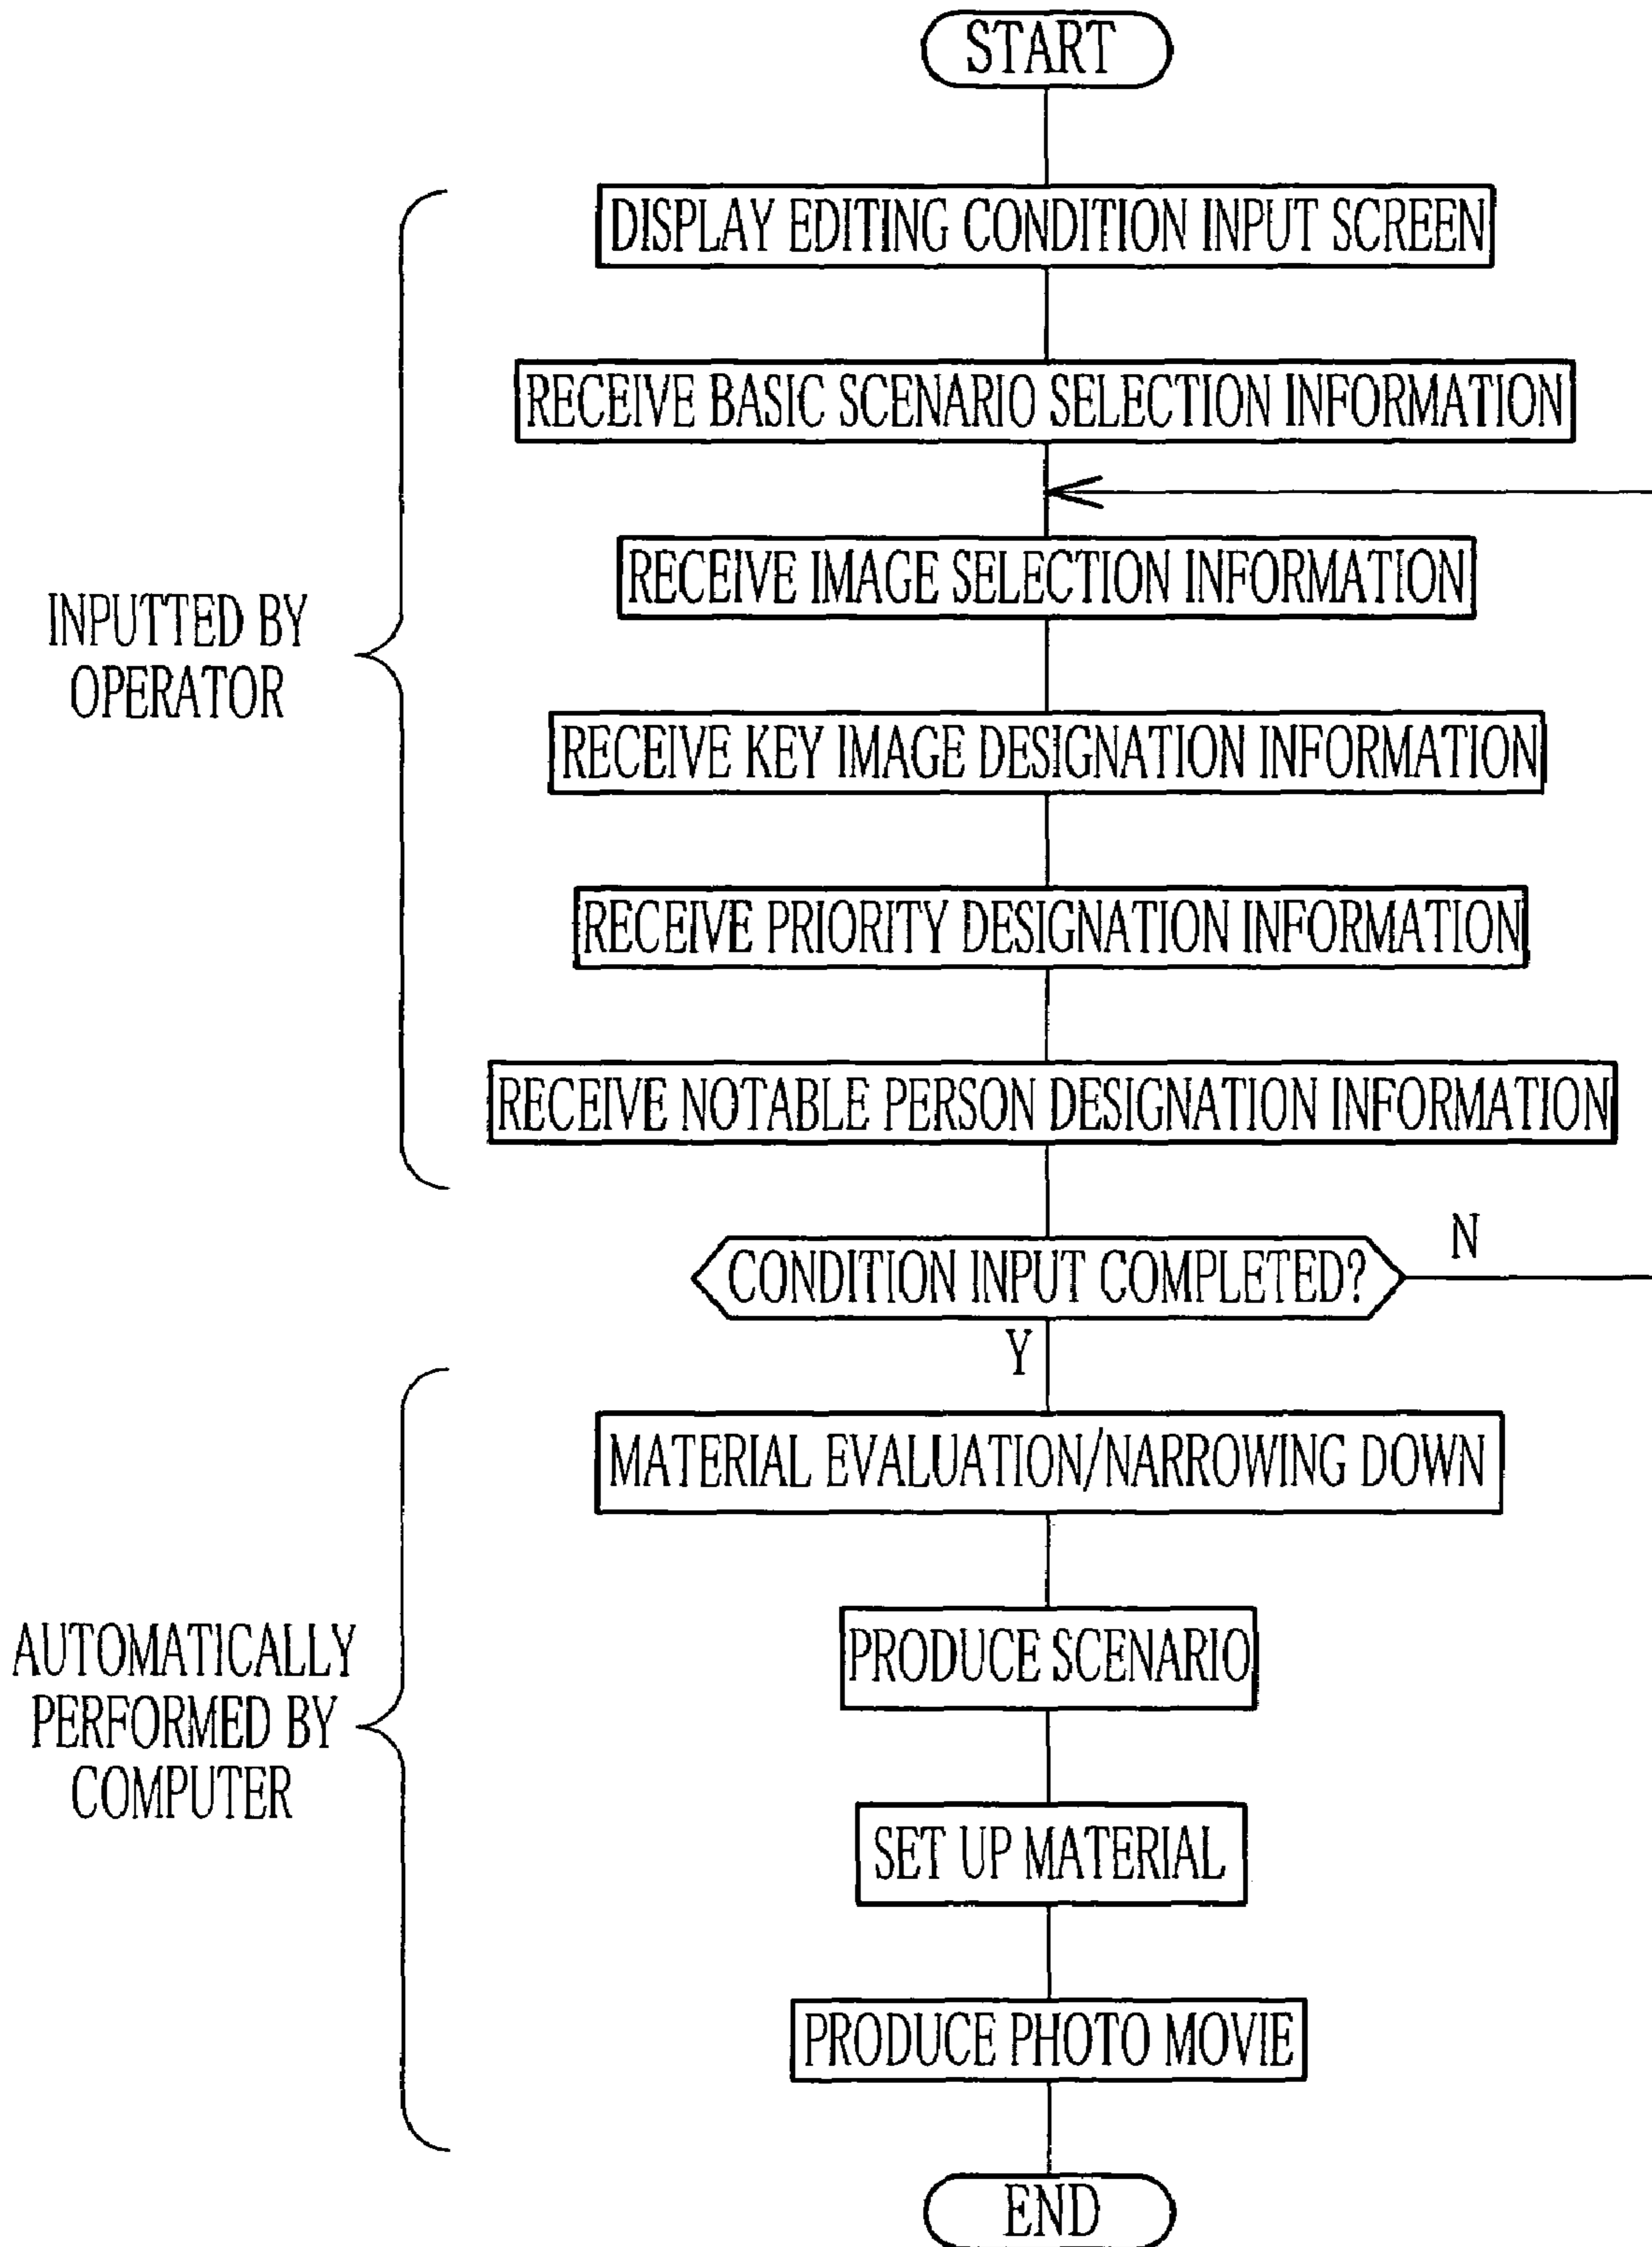 START
DISPLAY EDITING CONDITION INPUT SCREEN
RECEIVE BASIC SCENARIO SELECTION INFORMATION
RECEIVE IMAGE SELECTION INFORMATION
INPUTTED BY
OPERATOR
RECEIVE KEY IMAGE DESIGNATION INFORMATION
RECEIVE PRIORITY DESIGNATION INFORMATION
RECEIVE NOTABLE PERSON DESIGNATION INFORMATION
CONDITION INPUT COMPLETED?
N
Y
MATERIAL EVALUATION/NARROWING DOWN
PRODUCE SCENARIO
AUTOMATICALLY
PERFORMED BY
COMPUTER
SET UP MATERIAL
PRODUCE PHOTO MOVIE
END